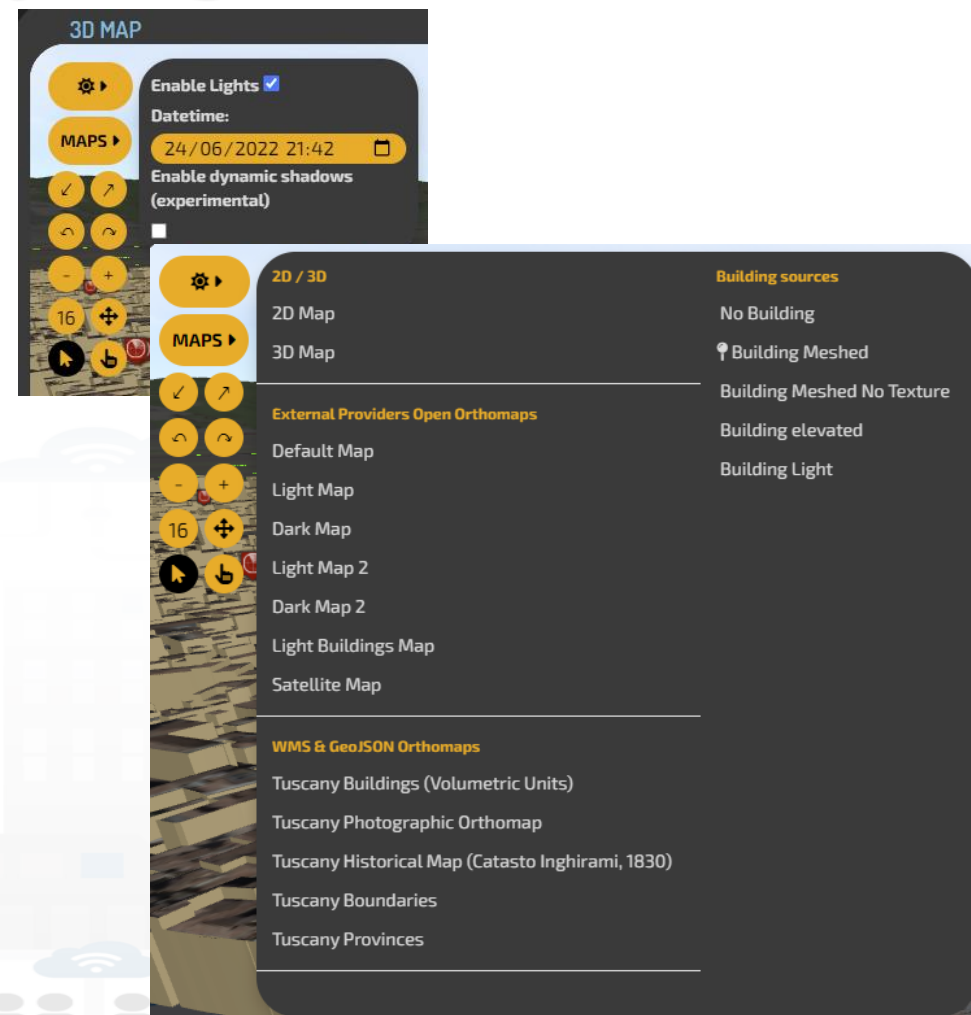 3D MAP
Enable Lights
Datetime:
MAPS
24/06/2022 21:42
Enable dynamic shadows
(experimental)
-
+
16
MAPS
-
+
16
2D / 3D
2D Map
3D Map
External Providers Open Orthomaps
Default Map
Light Map
Dark Map
Light Map 2
Dark Map 2
Light Buildings Map
Satellite Map
WMS & GeoJSON Orthomaps
Tuscany Buildings (Volumetric Units)
Tuscany Photographic Orthomap
Tuscany Historical Map (Catasto Inghirami, 1830)
Tuscany Boundaries
Tuscany Provinces
Building sources
No Building
Building Meshed
Building Meshed No Texture
Building elevated
Building Light